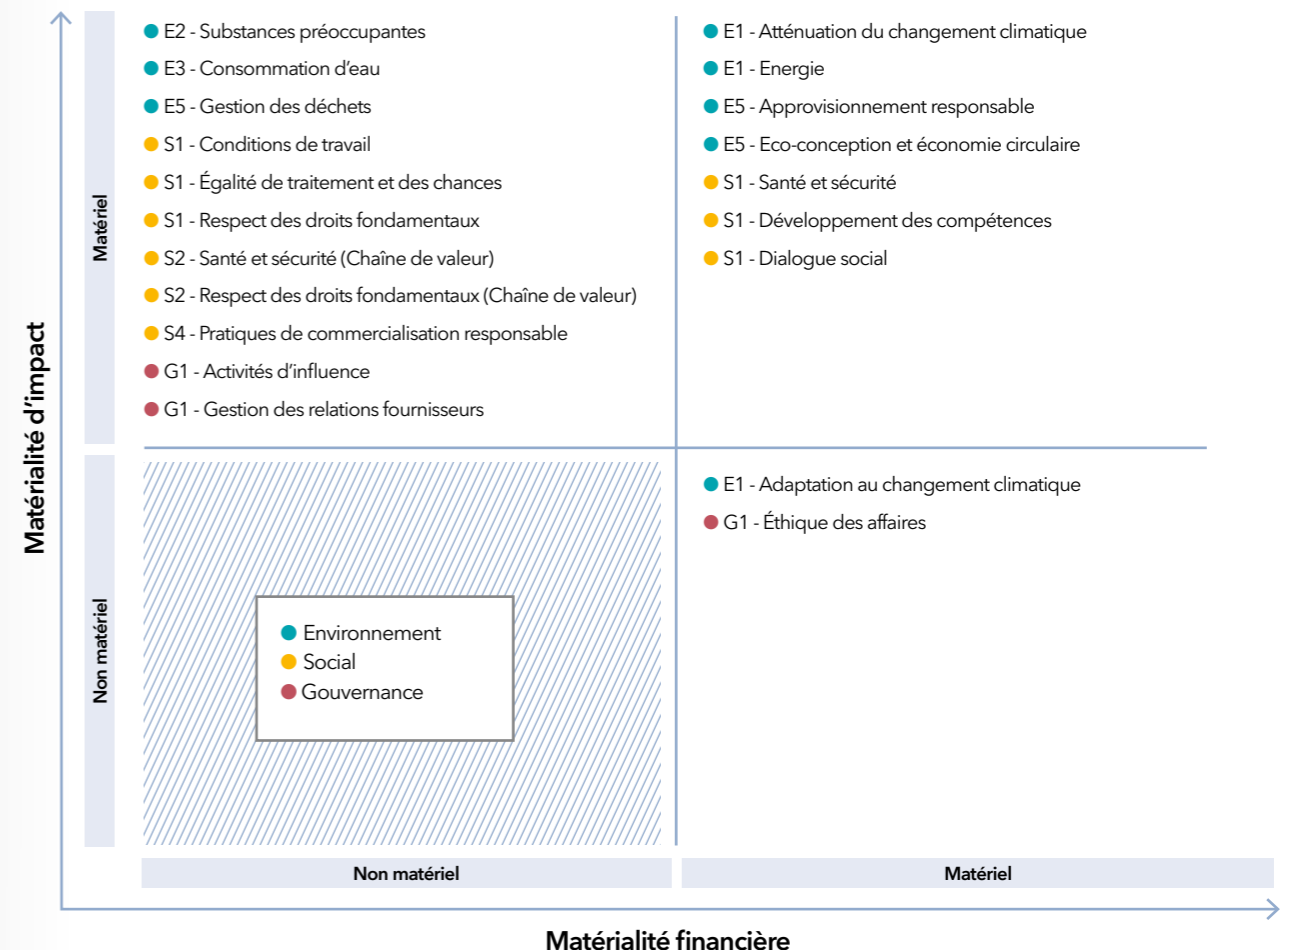 Matérialité d'impact
Matériel
E2 - Substances préoccupantes
E3 - Consommation d'eau
E5 - Gestion des déchets
S1 - Conditions de travail
S1 - Égalité de traitement et des chances
S1 - Respect des droits fondamentaux
S2 - Santé et sécurité (Chaîne de valeur)
S2 - Respect des droits fondamentaux (Chaîne de valeur)
S4 - Pratiques de commercialisation responsable
G1 - Activités d'influence
G1 - Gestion des relations fournisseurs
E1 - Atténuation du changement climatique
E1 - Energie
E5 - Approvisionnement responsable
E5 - Eco-conception et économie circulaire
S1 - Santé et sécurité
S1 - Développement des compétences
S1 - Dialogue social
Non matériel
Environnement
Social
Gouvernance
E1 - Adaptation au changement climatique
G1 - Éthique des affaires
Non matériel
Matériel
Matérialité financière